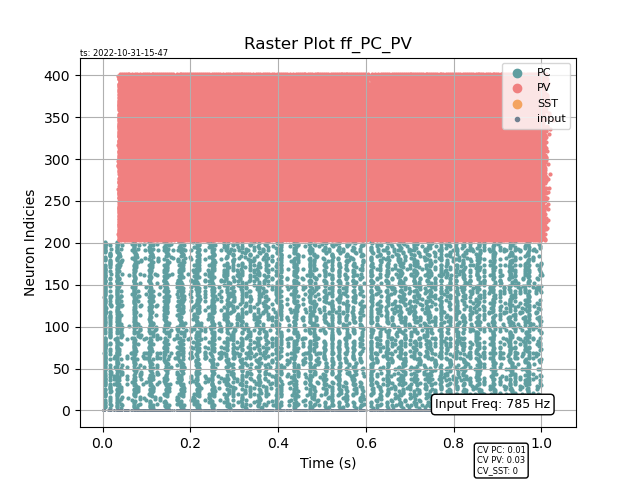 Raster Plot ff_PC_PV
ts: 2022-10-31-15-47
PC
PV
SST
input
400
350
300
250
200
150
100
50
0
Neuron Indicies
Input Freq: 785 Hz
0.0 0.2 0.4 0.6 0.8 1.0
Time (s)
CV PC: 0.01
CV PV: 0.03
CV_SST: 0